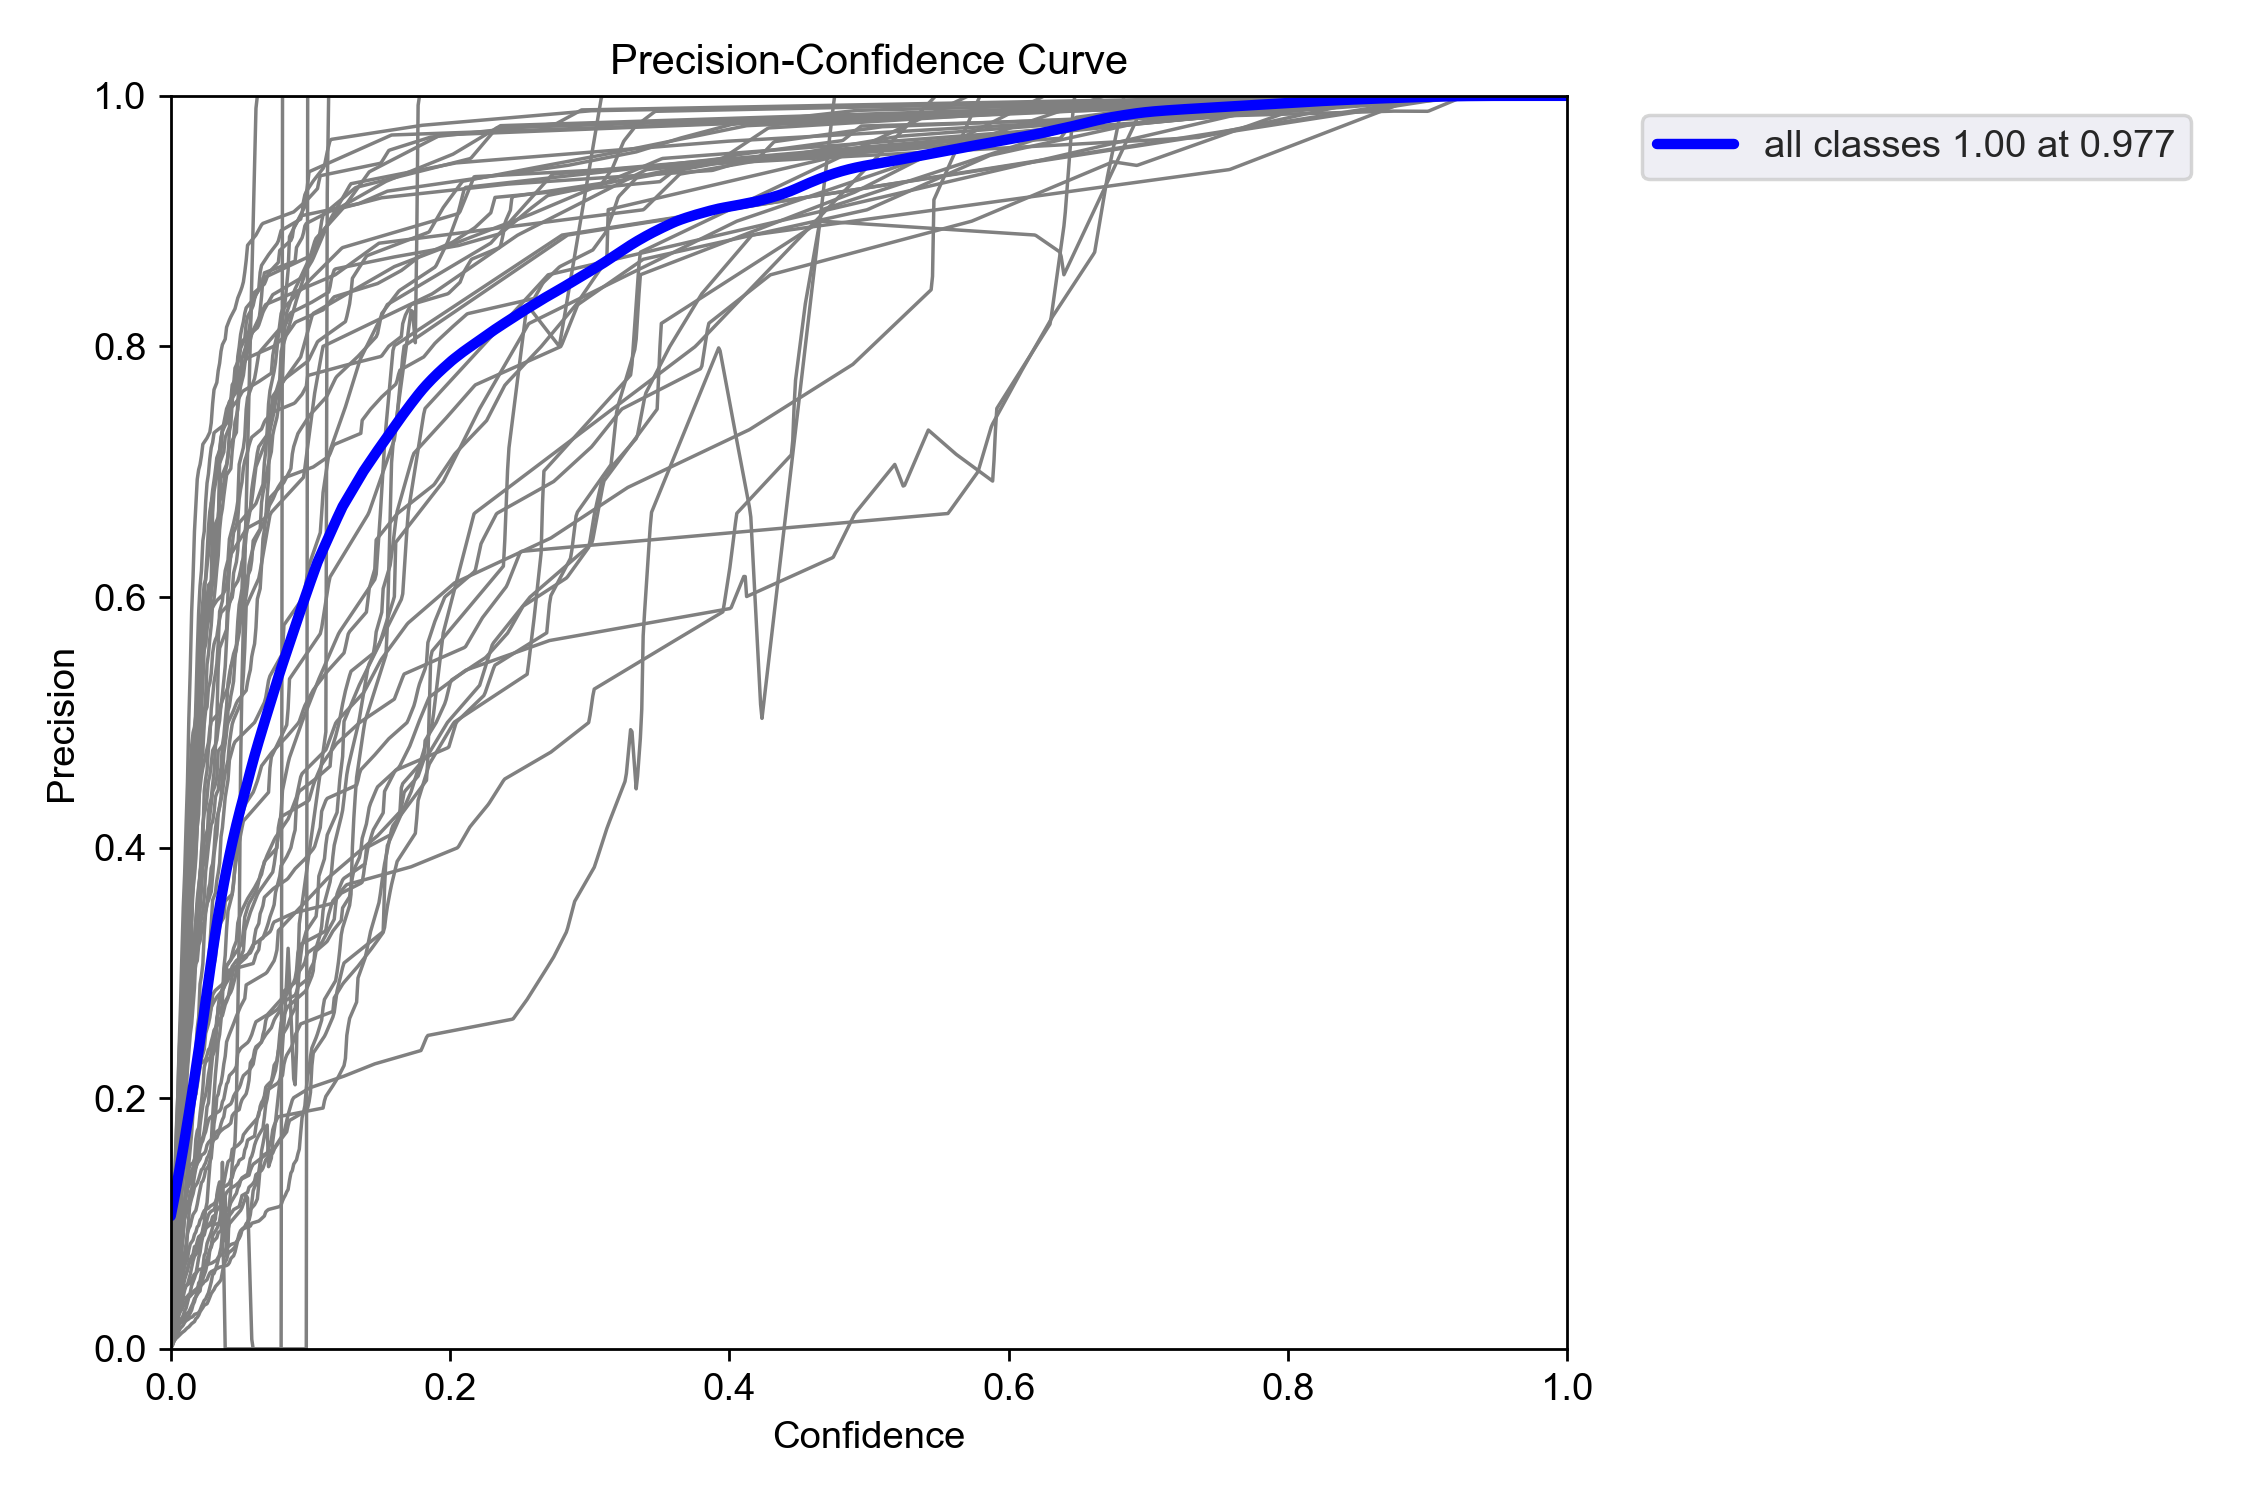 Precision-Confidence Curve
all classes 1.00 at 0.977
Precision
1.0
0.8
0.6
0.4
0.2
0.0
0.0 0.2 0.4 0.6 0.8 1.0
Confidence